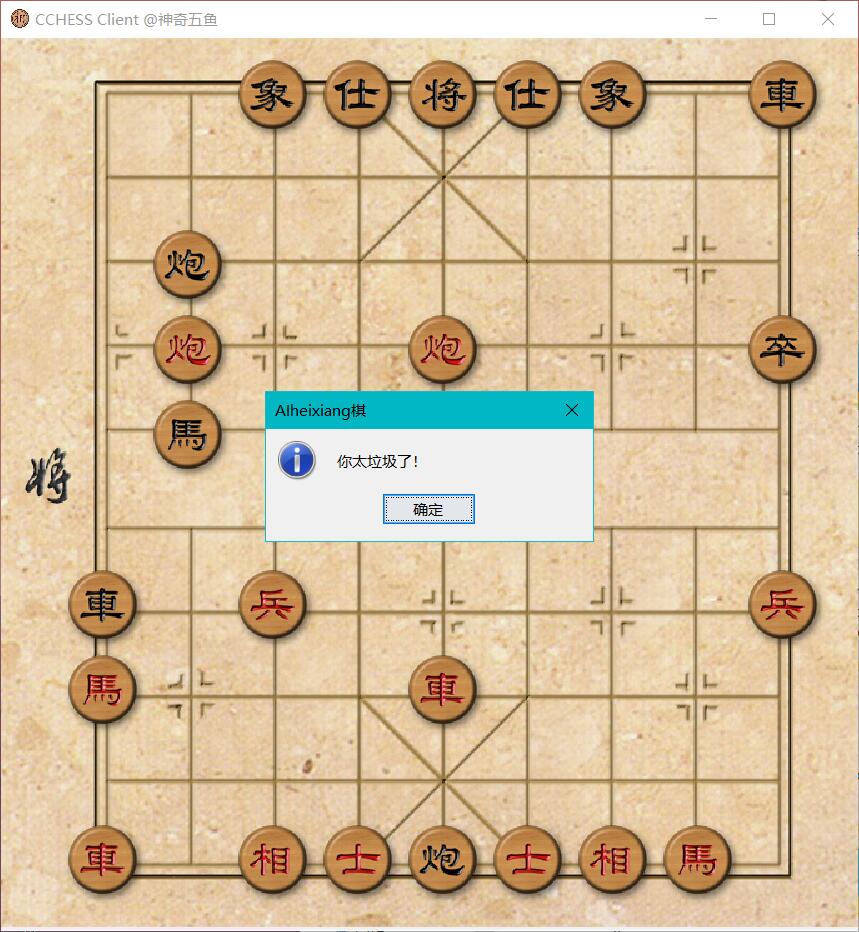 CCHESS Client @神奇五鱼
象仕将仕象車
炮
炮炮卒
AIheixiang棋
馬
你太垃圾了!
将
确定
車兵兵
馬車
車相士炮士相馬